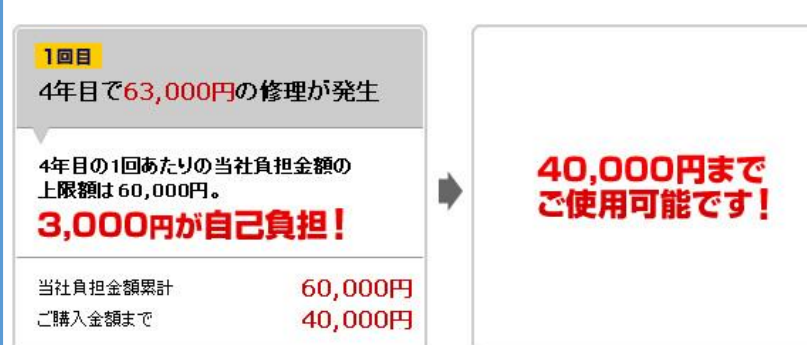 1回目
4年目で63,000円の修理が発生
4年目の1回あたりの当社負担金額の
上限額は60,000円。
3,000円が自己負担！
当社負担金額累計 60,000円
ご購入金額まで 40,000円
40,000円まで
ご使用可能です！